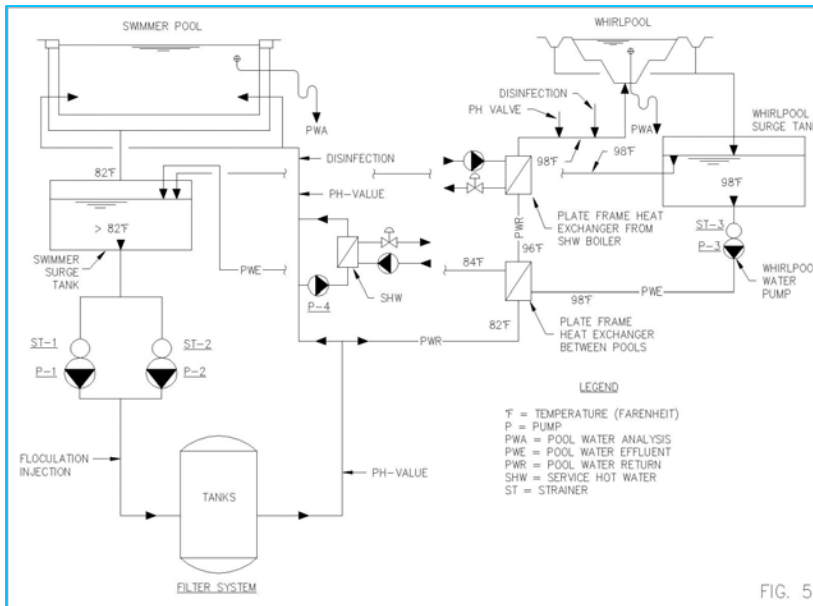 SWIMMER POOL
WHIRLPOOL
DISINFECTION
PH VALVE
WHIRLPOOL
SURGE TANK
PWA
PWA
82°F
DISINFECTION
98°F
98°F
98°F
PH-VALUE
> 82°F
PWR
PLATE FRAME HEAT
EXCHANGER FROM
SHW BOILER
ST-3
P-3
SWIMMER
SURGE
TANK
PWE
96°F
84°F
WHIRLPOOL
WATER
PUMP
P-4
SHW
98°F
PWE
82°F
PLATE FRAME
HEAT EXCHANGER
BETWEEN POOLS
ST-1
ST-2
PWR
P-1
P-2
LEGEND
°F = TEMPERATURE (FARENHEIT)
P = PUMP
PWA = POOL WATER ANALYSIS
PWE = POOL WATER EFFLUENT
PWR = POOL WATER RETURN
SHW = SERVICE HOT WATER
ST = STRAINER
FLOCULATION
INJECTION
PH-VALUE
TANKS
FILTER SYSTEM
FIG. 5